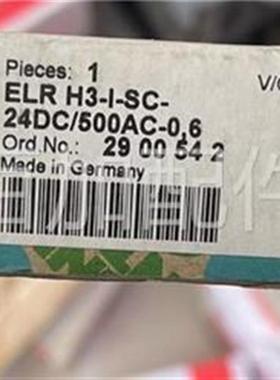 Pieces: 1
ELR H3-I-SC-
24DC/500AC-0,6
Ord.No.: 29 00 54 2
Made in Germany